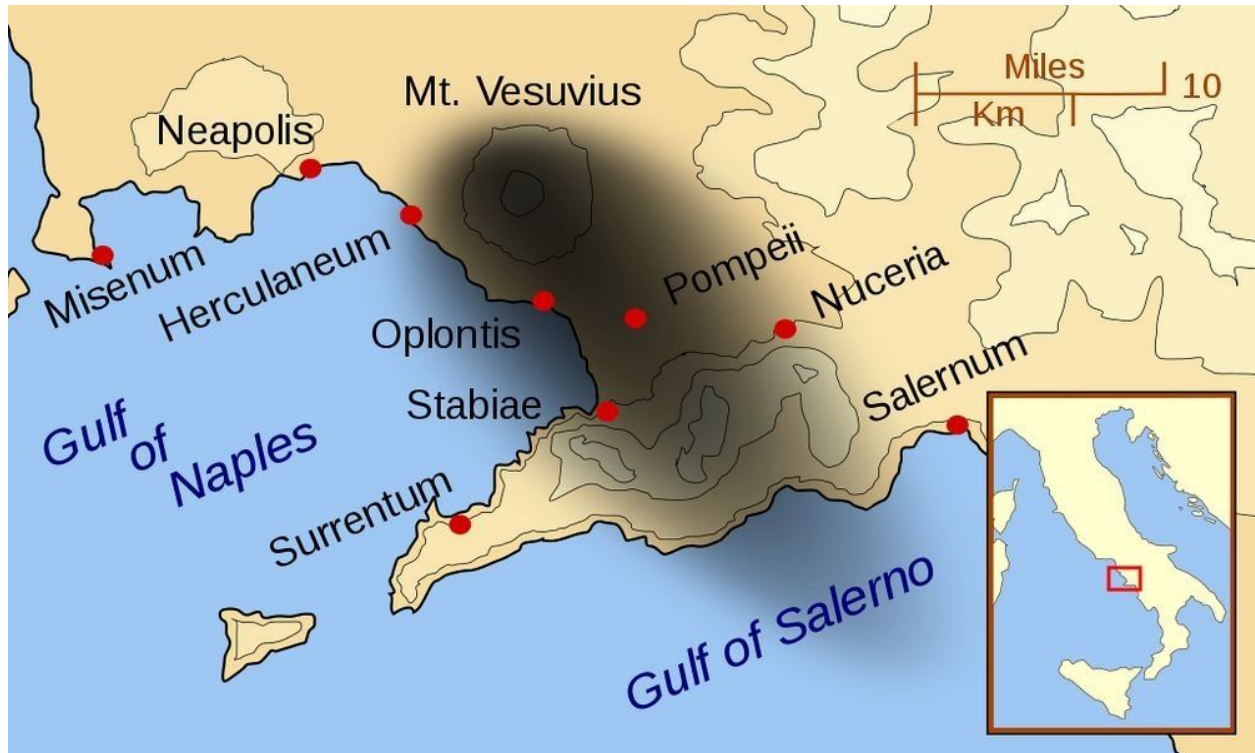 Miles
10
Km
Mt. Vesuvius
Neapolis
Misenum
Herculaneum
Pompeii
Nuceria
Oplontis
Stabiae
Salernum
Gulf
of
Naples
Surrentum
Gulf of Salerno